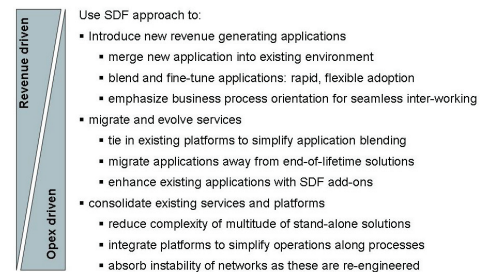 Revenue driven
Opex driven
Use SDF approach to:
▪ Introduce new revenue generating applications
▪ merge new application into existing environment
▪ blend and fine-tune applications: rapid, flexible adoption
▪ emphasize business process orientation for seamless inter-working
▪ migrate and evolve services
▪ tie in existing platforms to simplify application blending
▪ migrate applications away from end-of-lifetime solutions
▪ enhance existing applications with SDF add-ons
▪ consolidate existing services and platforms
▪ reduce complexity of multitude of stand-alone solutions
▪ integrate platforms to simplify operations along processes
▪ absorb instability of networks as these are re-engineered